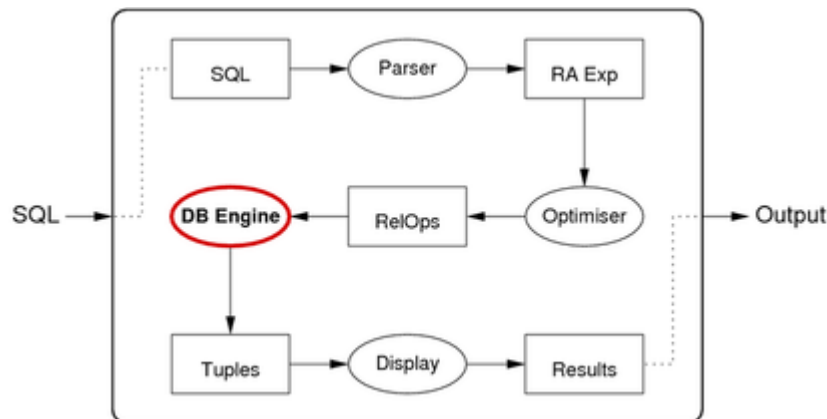 SQL
Parser
RA Exp
SQL
DB Engine
RelOps
Optimiser
Output
Tuples
Display
Results